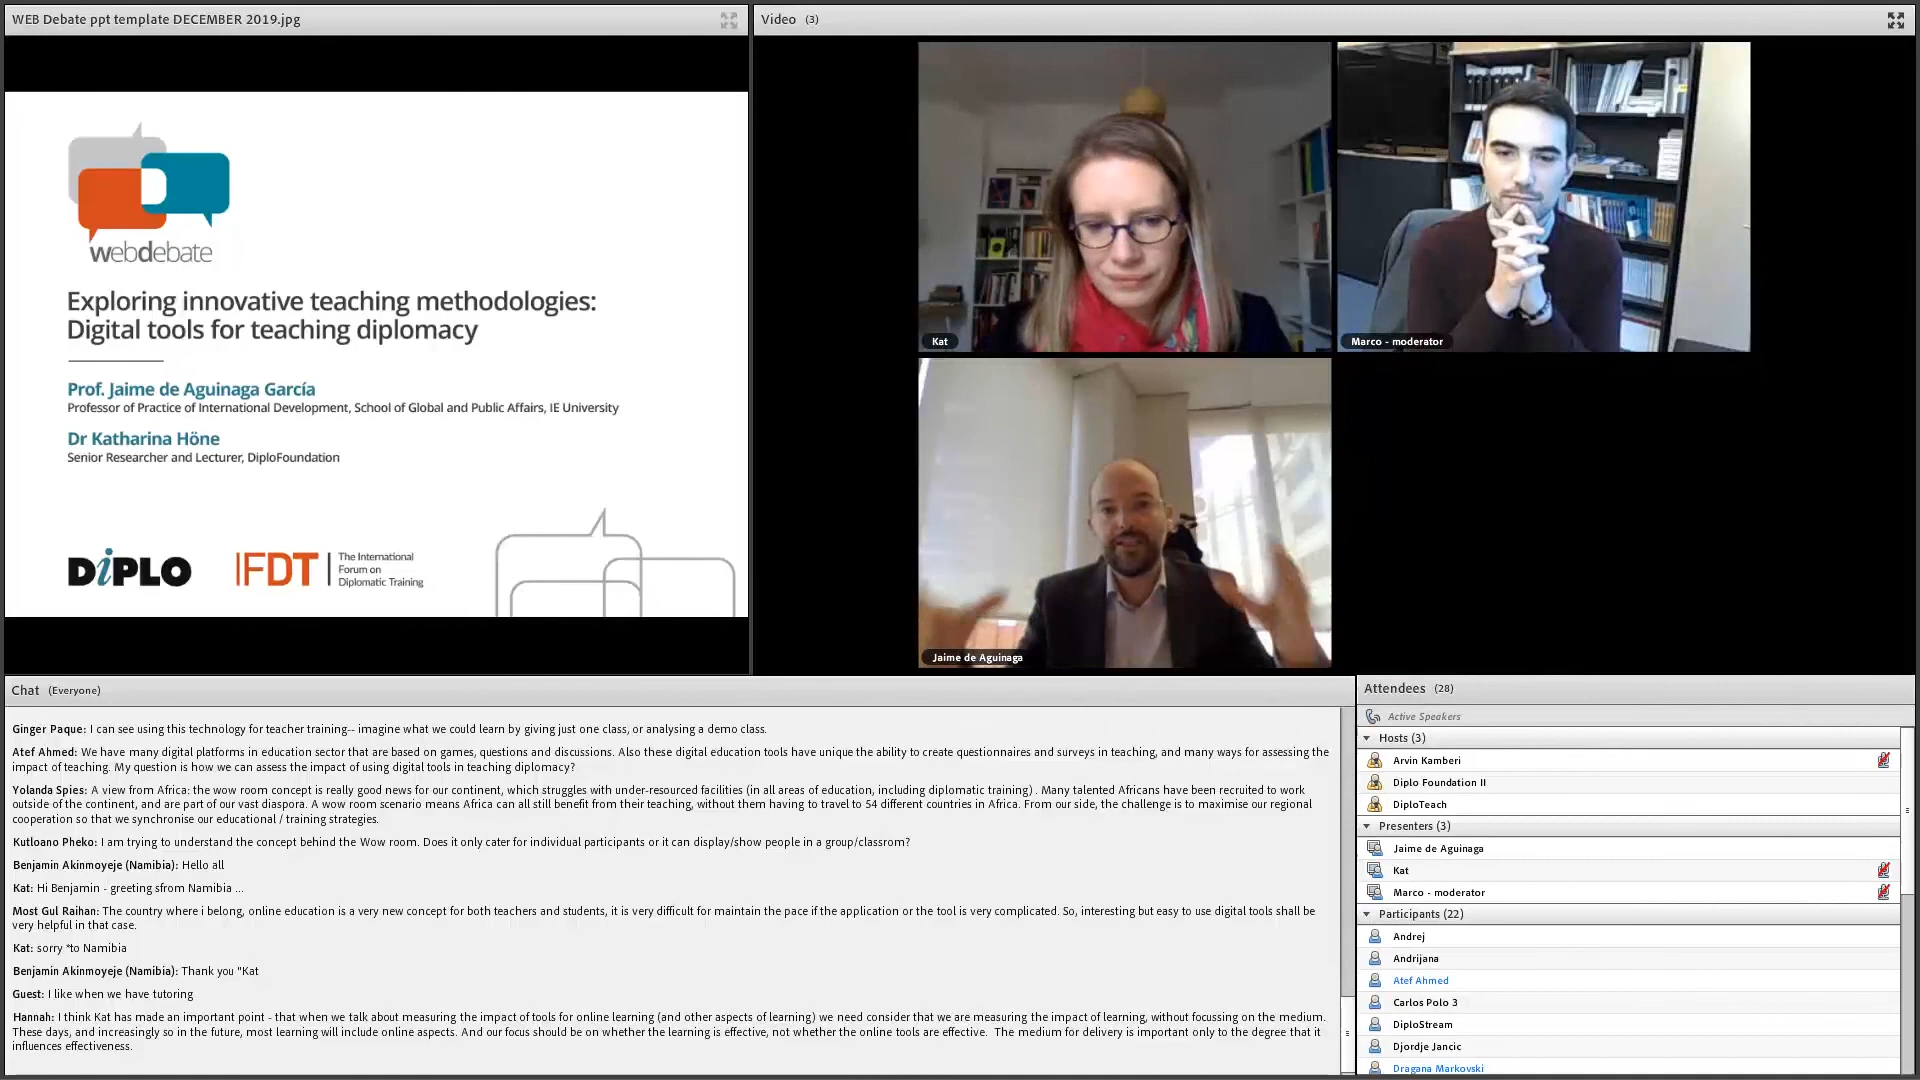 WEB Debate ppt template DECEMBER 2019.jpg
webdebate
Exploring innovative teaching methodologies:
Digital tools for teaching diplomacy
Prof. Jaime de Aguinaga García
Professor of Practice of International Development, School of Global and Public Affairs, IE University
Dr Katharina Höne
Senior Researcher and Lecturer, DiploFoundation
DiPLO
IFDT
The International
Forum on
Diplomatic Training
Video (3)
Kat
Marco - moderator
Jaime de Aguinaga
Chat (Everyone)
Ginger Paque: I can see using this technology for teacher training-- imagine what we could learn by giving just one class, or analysing a demo class.
Atef Ahmed: We have many digital platforms in education sector that are based on games, questions and discussions. Also these digital education tools have unique the ability to create questionnaires and surveys in teaching, and many ways for assessing the
impact of teaching. My question is how we can assess the impact of using digital tools in teaching diplomacy?
Yolanda Spies: A view from Africa: the wow room concept is really good news for our continent, which struggles with under-resourced facilities (in all areas of education, including diplomatic training) . Many talented Africans have been recruited to work
outside of the continent, and are part of our vast diaspora. A wow room scenario means Africa can all still benefit from their teaching, without them having to travel to 54 different countries in Africa. From our side, the challenge is to maximise our regional
cooperation so that we synchronise our educational / training strategies.
Kutloano Pheko: I am trying to understand the concept behind the Wow room. Does it only cater for individual participants or it can display/show people in a group/classrom?
Benjamin Akinmoyeje (Namibia): Hello all
Kat: Hi Benjamin - greeting sfrom Namibia ...
Most Gul Raihan: The country where i belong, online education is a very new concept for both teachers and students, it is very difficult for maintain the pace if the application or the tool is very complicated. So, interesting but easy to use digital tools shall be
very helpful in that case.
Kat: sorry *to Namibia
Benjamin Akinmoyeje (Namibia): Thank you "Kat
Guest: I like when we have tutoring
Hannah: I think Kat has made an important point - that when we talk about measuring the impact of tools for online learning (and other aspects of learning) we need consider that we are measuring the impact of learning, without focussing on the medium.
These days, and increasingly so in the future, most learning will include online aspects. And our focus should be on whether the learning is effective, not whether the online tools are effective. The medium for delivery is important only to the degree that it
influences effectiveness.
Attendees (28)
Active Speakers
Hosts (3)
Arvin Kamberi
Diplo Foundation II
DiploTeach
Presenters (3)
Jaime de Aguinaga
Kat
Marco - moderator
Participants (22)
Andrej
Andrijana
Atef Ahmed
Carlos Polo 3
DiploStream
Djordje Jancic
Dragana Markovski